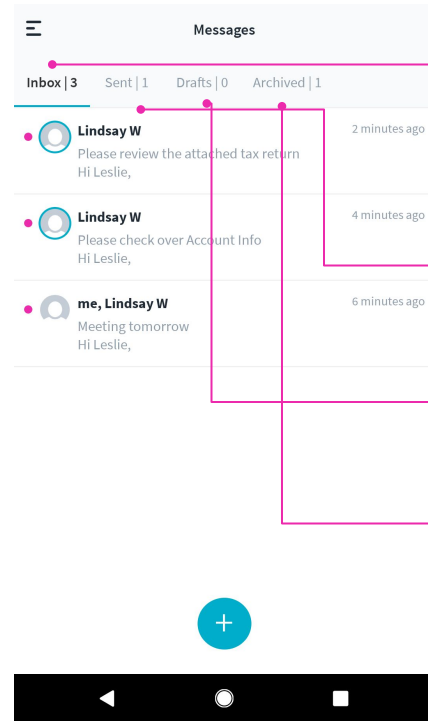 Messages
Inbox | 3 Sent | 1 Drafts | 0 Archived | 1
Lindsay W 2 minutes ago
Please review the attached tax return
Hi Leslie,
Lindsay W 4 minutes ago
Please check over Account Info
Hi Leslie,
me, Lindsay W 6 minutes ago
Meeting tomorrow
Hi Leslie,